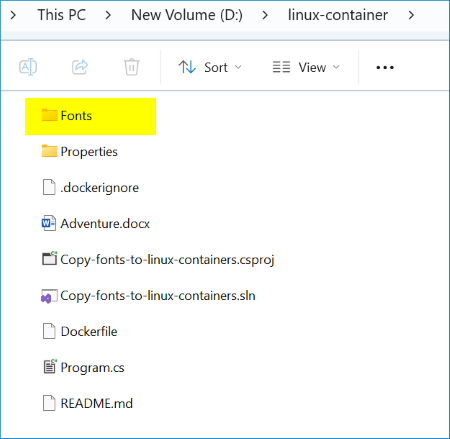 This PC > New Volume (D:) > linux-container >
Sort View ...
Fonts
Properties
.dockerignore
Adventure.docx
Copy-fonts-to-linux-containers.csproj
Copy-fonts-to-linux-containers.sln
Dockerfile
Program.cs
README.md